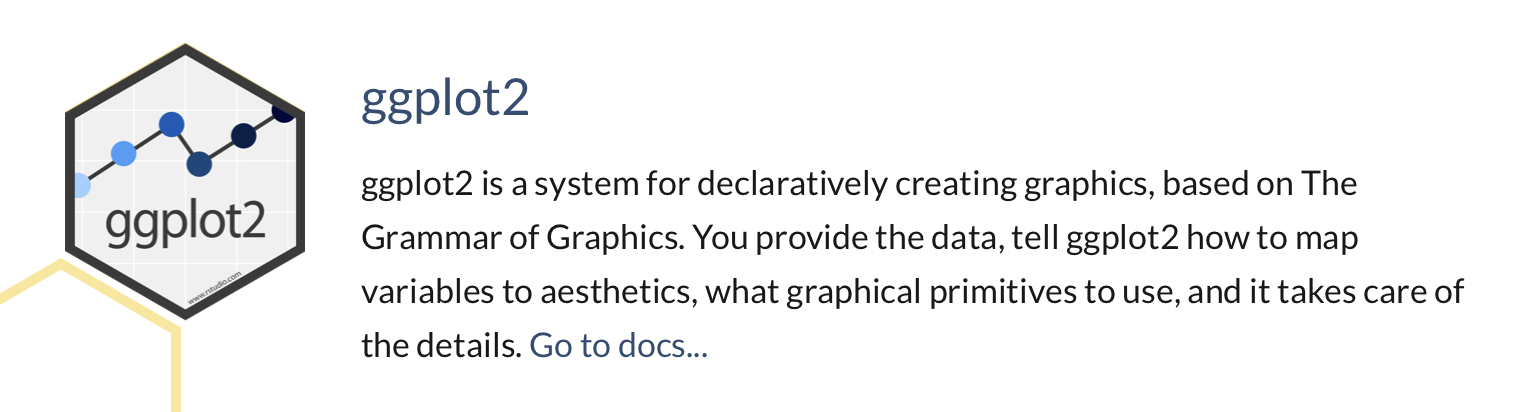 ggplot2
www.rstudio.com
ggplot2
ggplot2 is a system for declaratively creating graphics, based on The
Grammar of Graphics. You provide the data, tell ggplot2 how to map
variables to aesthetics, what graphical primitives to use, and it takes care of
the details. Go to docs...